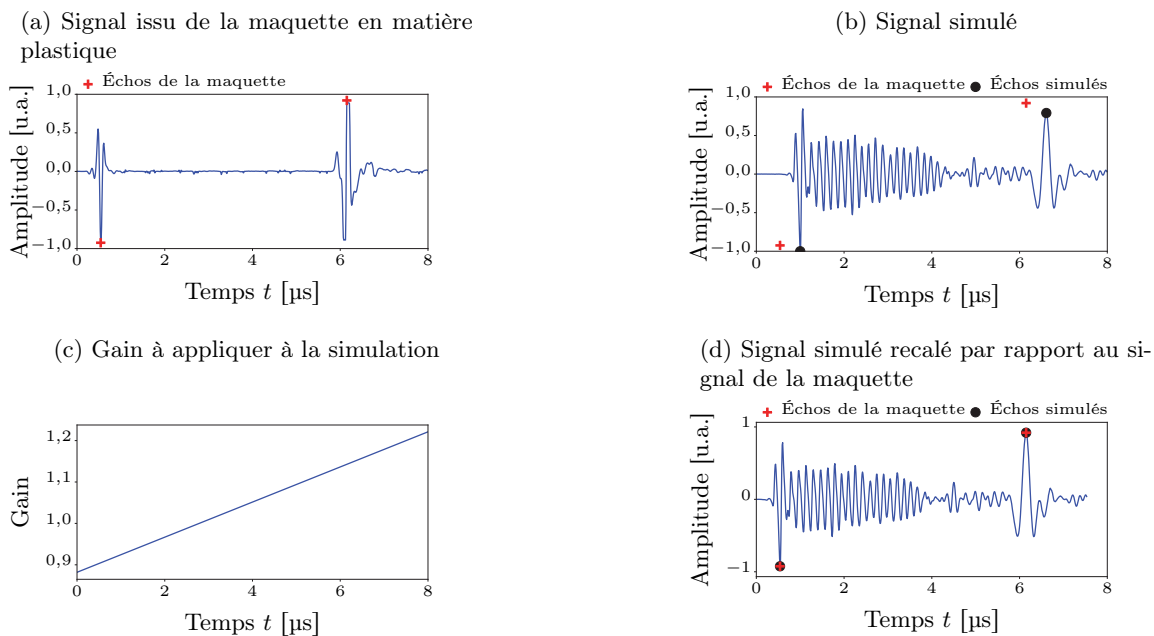 (a) Signal issu de la maquette en matière
plastique
Échos de la maquette
1,0
0,5
0,0
−0,5
−1,0
Amplitude [u.a.]
0 2 4 6 8
Temps t [µs]
(b) Signal simulé
Échos de la maquette Échos simulés
1,0
0,5
0,0
−0,5
−1,0
Amplitude [u.a.]
0 2 4 6 8
Temps t [µs]
(c) Gain à appliquer à la simulation
1,2
1,1
1,0
0,9
Gain
0 2 4 6 8
Temps t [µs]
(d) Signal simulé recalé par rapport au si-
gnal de la maquette
Échos de la maquette Échos simulés
1
0
−1
Amplitude [u.a.]
0 2 4 6 8
Temps t [µs]